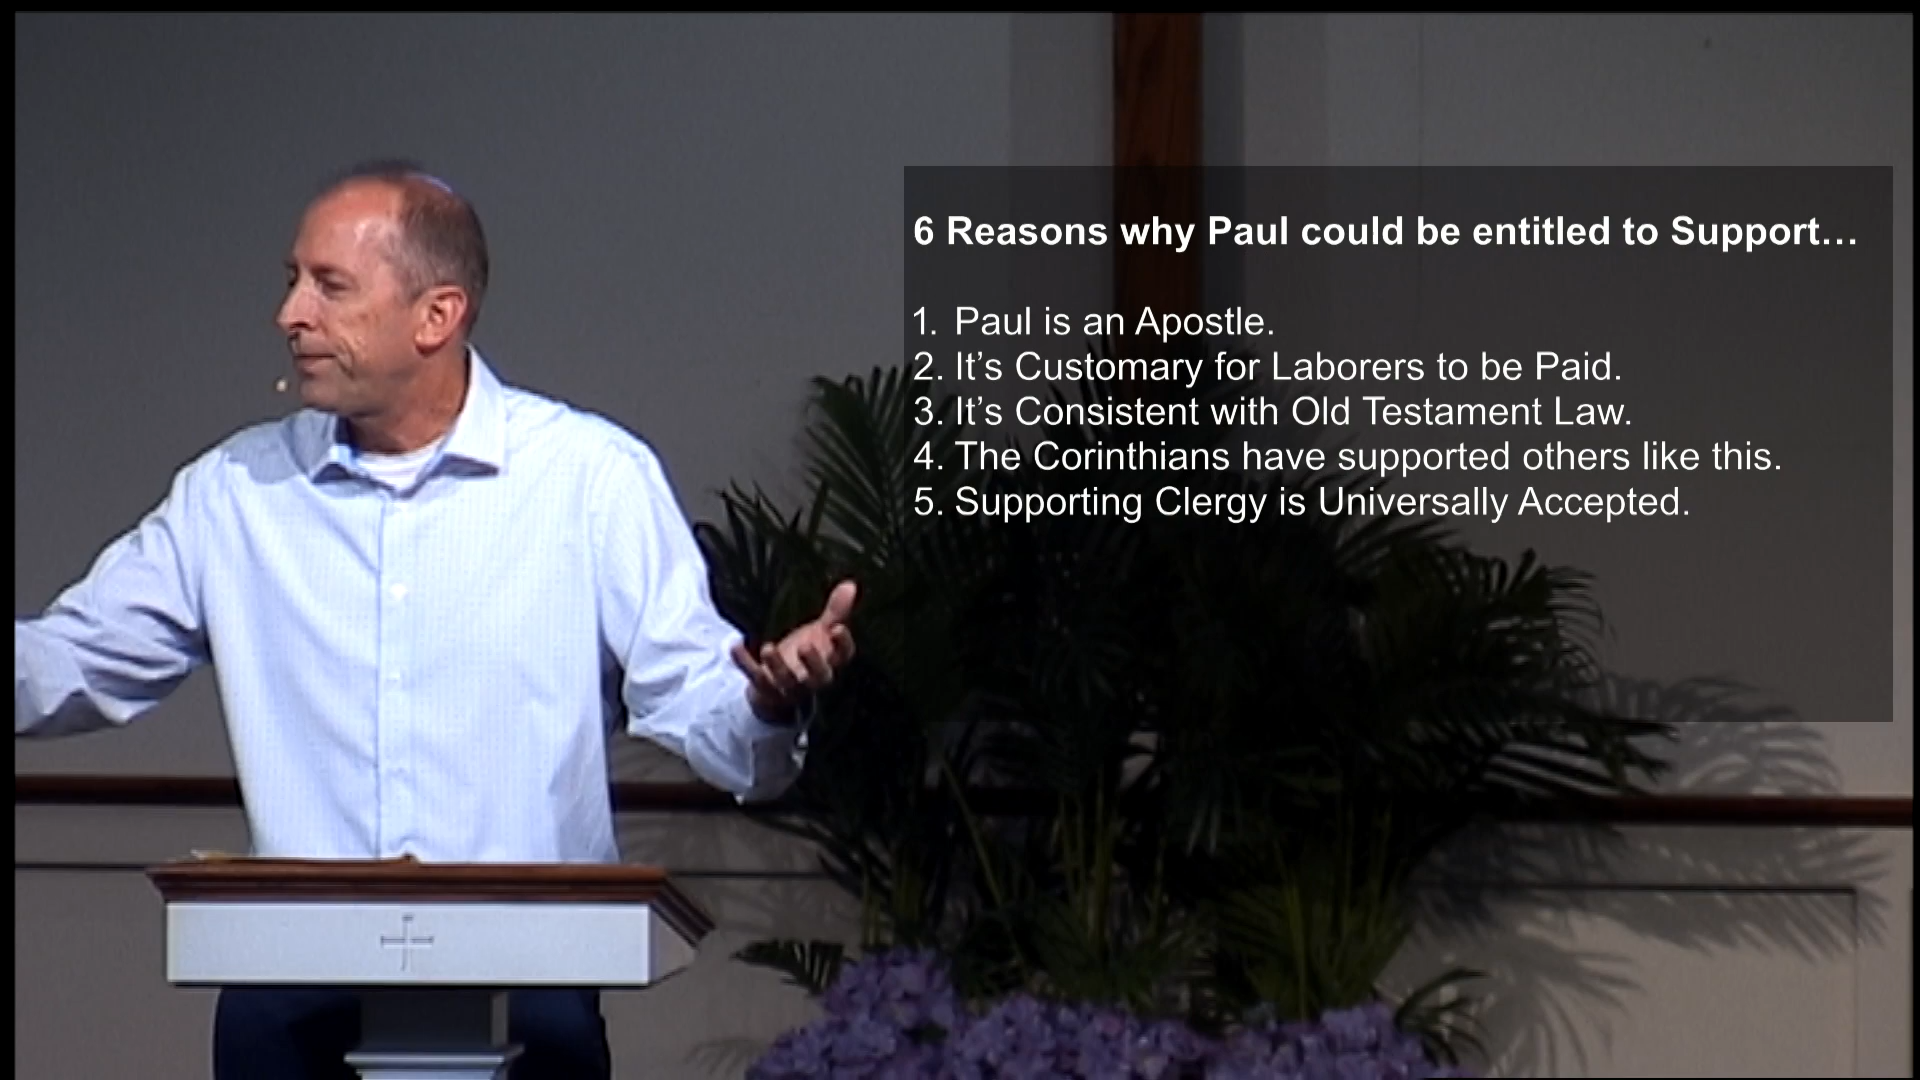 6 Reasons why Paul could be entitled to Support…
1. Paul is an Apostle.
2. It’s Customary for Laborers to be Paid.
3. It’s Consistent with Old Testament Law.
4. The Corinthians have supported others like this.
5. Supporting Clergy is Universally Accepted.